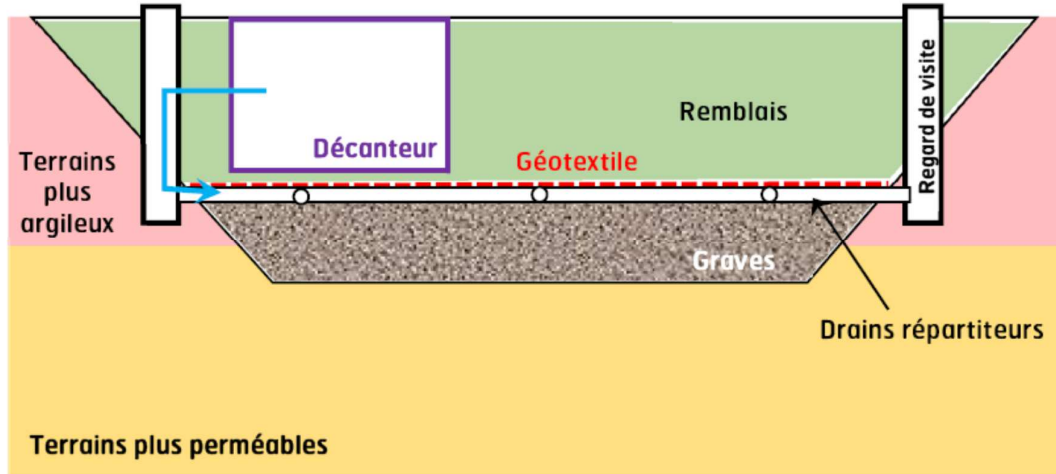 Remblais
Décanteur
Géotextile
Regard de visite
Terrains
plus
argileux
Graves
Drains répartiteurs
Terrains plus perméables